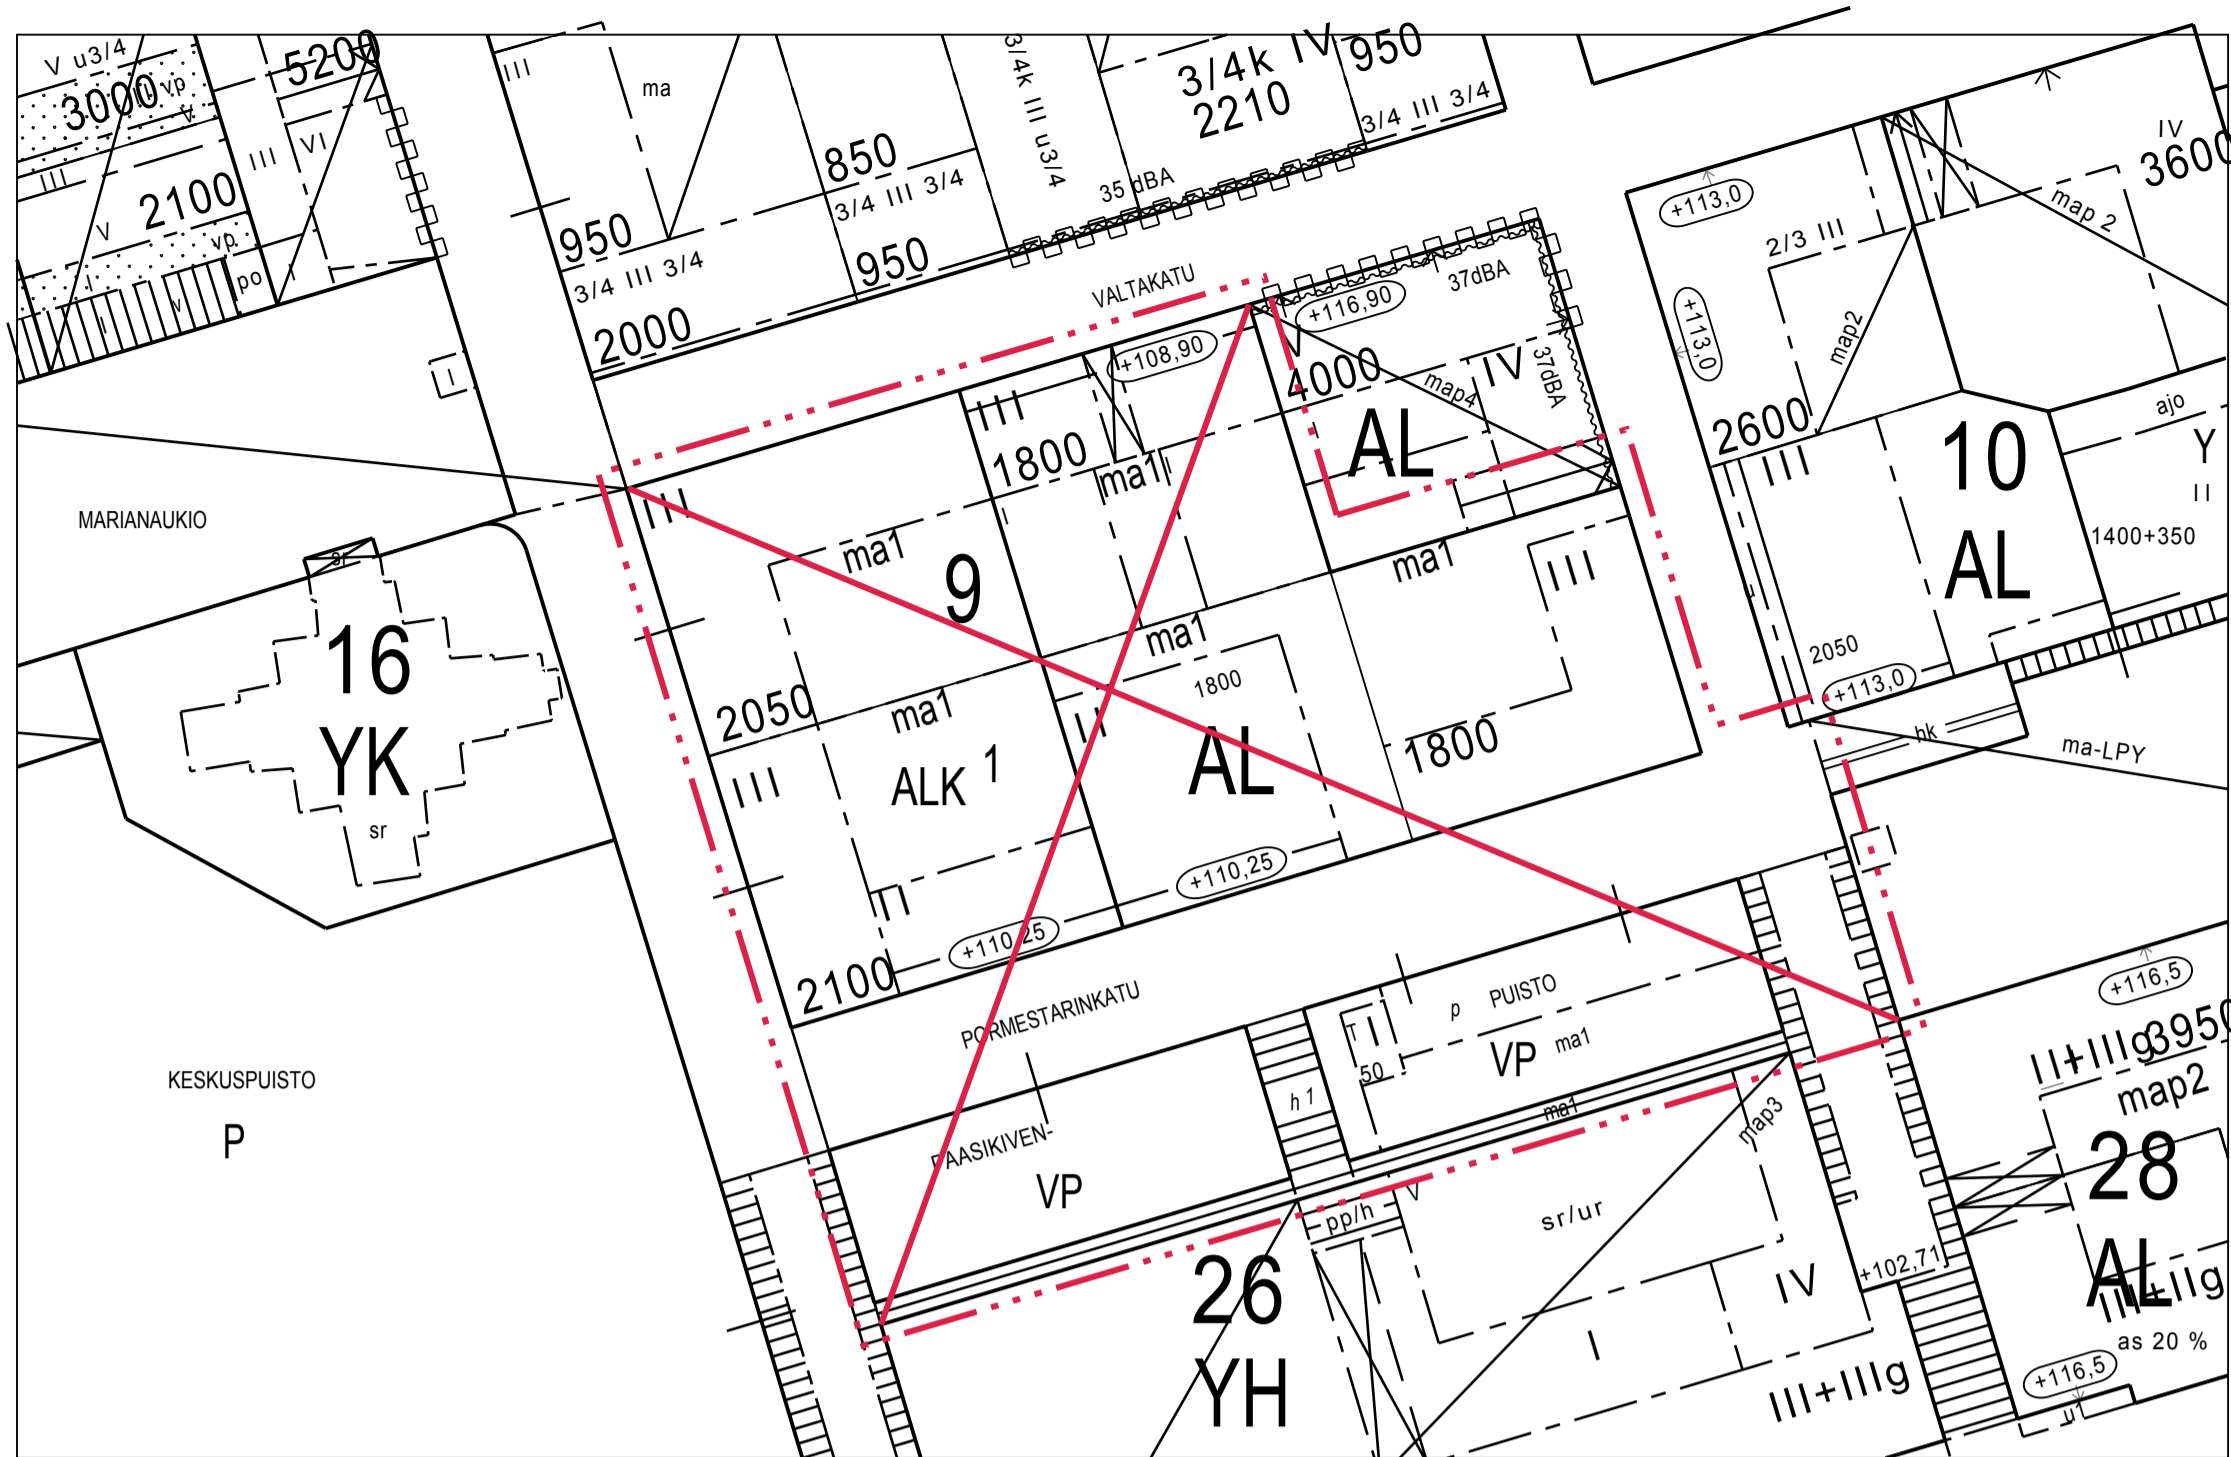 V u3/4
3000
II vp
V
III
V
2100
vp
po
I
I
I
V
5200
III
VI
III
ma
850
3/4 III 3/4
950
3/4 III 3/4
950
2000
3/4k III u3/4
35 dBA
3/4k IV
2210
950
3/4 III 3/4
VALTAKATU
+116,90
37dBA
37dBA
+108,90
V
4000
IV
map4
AL
+113,0
+113,0
2/3 III
map2
map 2
IV
3600
2600
III
10
AL
ajo
Y
II
1400+350
2050
+113,0
hk
ma-LPY
MARIANAUKIO
sr
16
YK
sr
I
III
III
1800
ma1
ma1
9
ma1
III
ma1
2050
ma1
1800
II
III
ALK 1
AL
1800
II
+110,25
+110,25
2100
PORMESTARINKATU
PAASIKIVEN-
VP
h 1
T I
50
p
PUISTO
VP
ma1
ma1
map3
KESKUSPUISTO
P
pp/h
V
sr/ur
26
YH
I
IV
III+IIIg
+102,71
+116,5
II+IIIg
3950
map2
28
AL
III+IIg
as 20 %
+116,5
u1